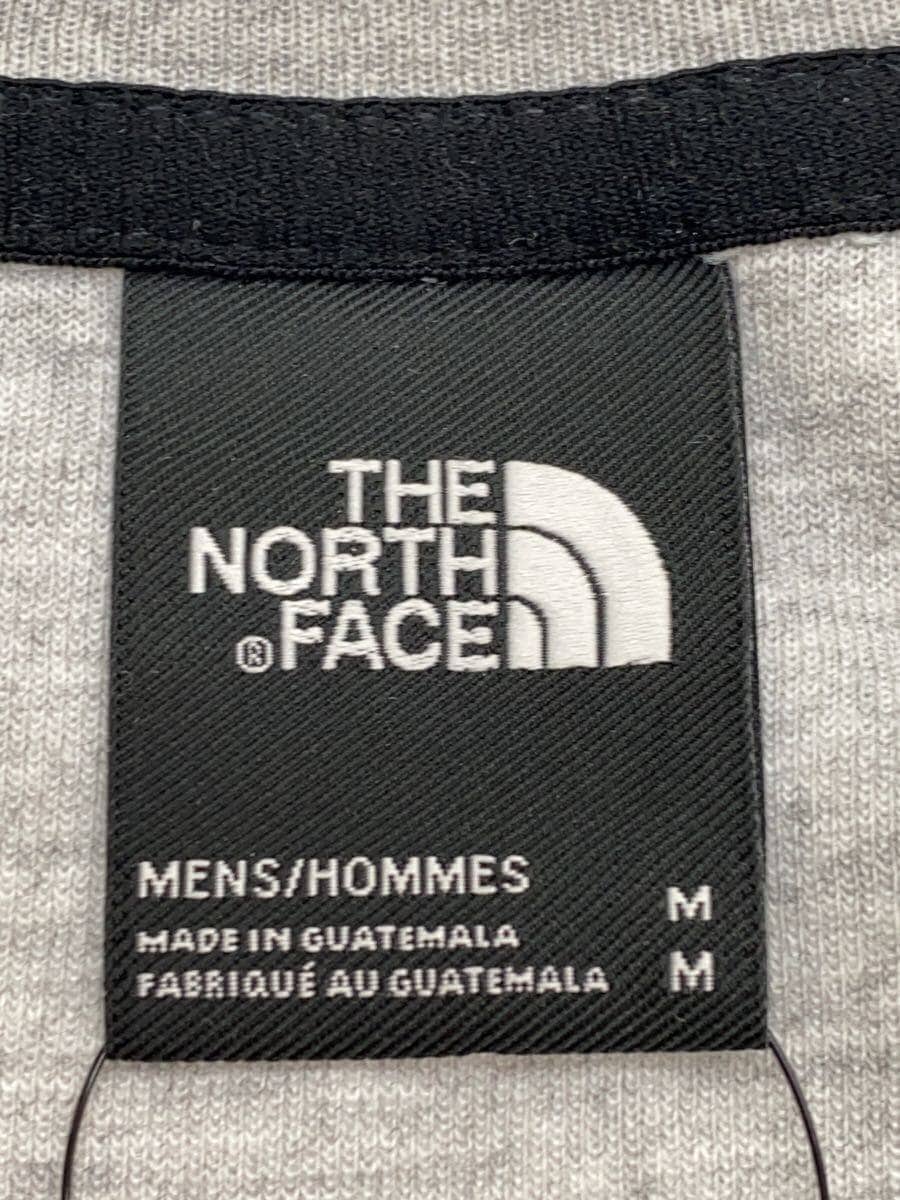 THE
NORTH
®FACE
MENS/HOMMES
M
MADE IN GUATEMALA
FABRIQUÉ AU GUATEMALA
M